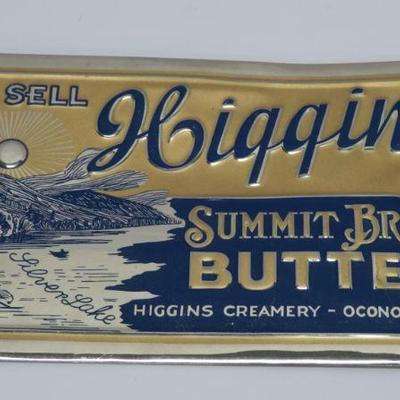 SELL
Higgin
SUMMIT BR
BUTTE
Silver Lake
HIGGINS CREAMERY - OCONO